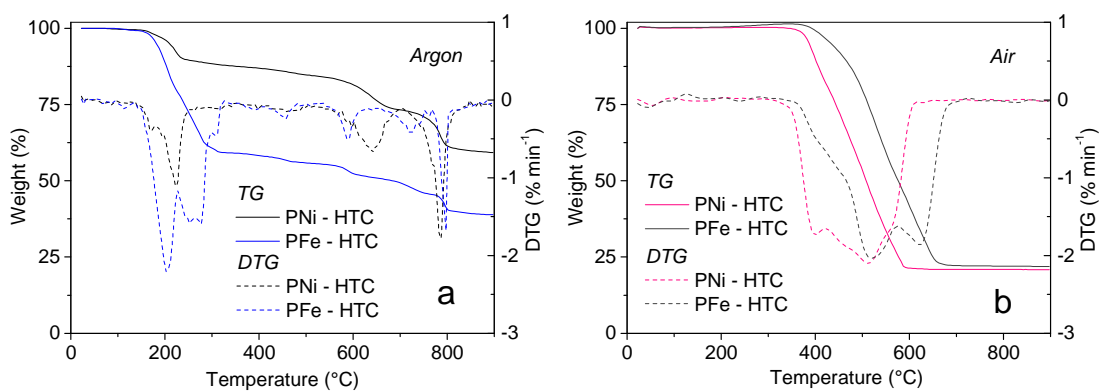 100
75
50
25
0
Weight (%)
0
200
400
600
800
Temperature (°C)
1
0
-1
-2
-3
DTG (% min-1)
Argon
TG
PNi - HTC
PFe - HTC
DTG
PNi - HTC
PFe - HTC
a
100
75
50
25
0
Weight (%)
0
200
400
600
800
Temperature (°C)
1
0
-1
-2
-3
DTG (% min-1)
Air
TG
PNi - HTC
PFe - HTC
DTG
PNi - HTC
PFe - HTC
b